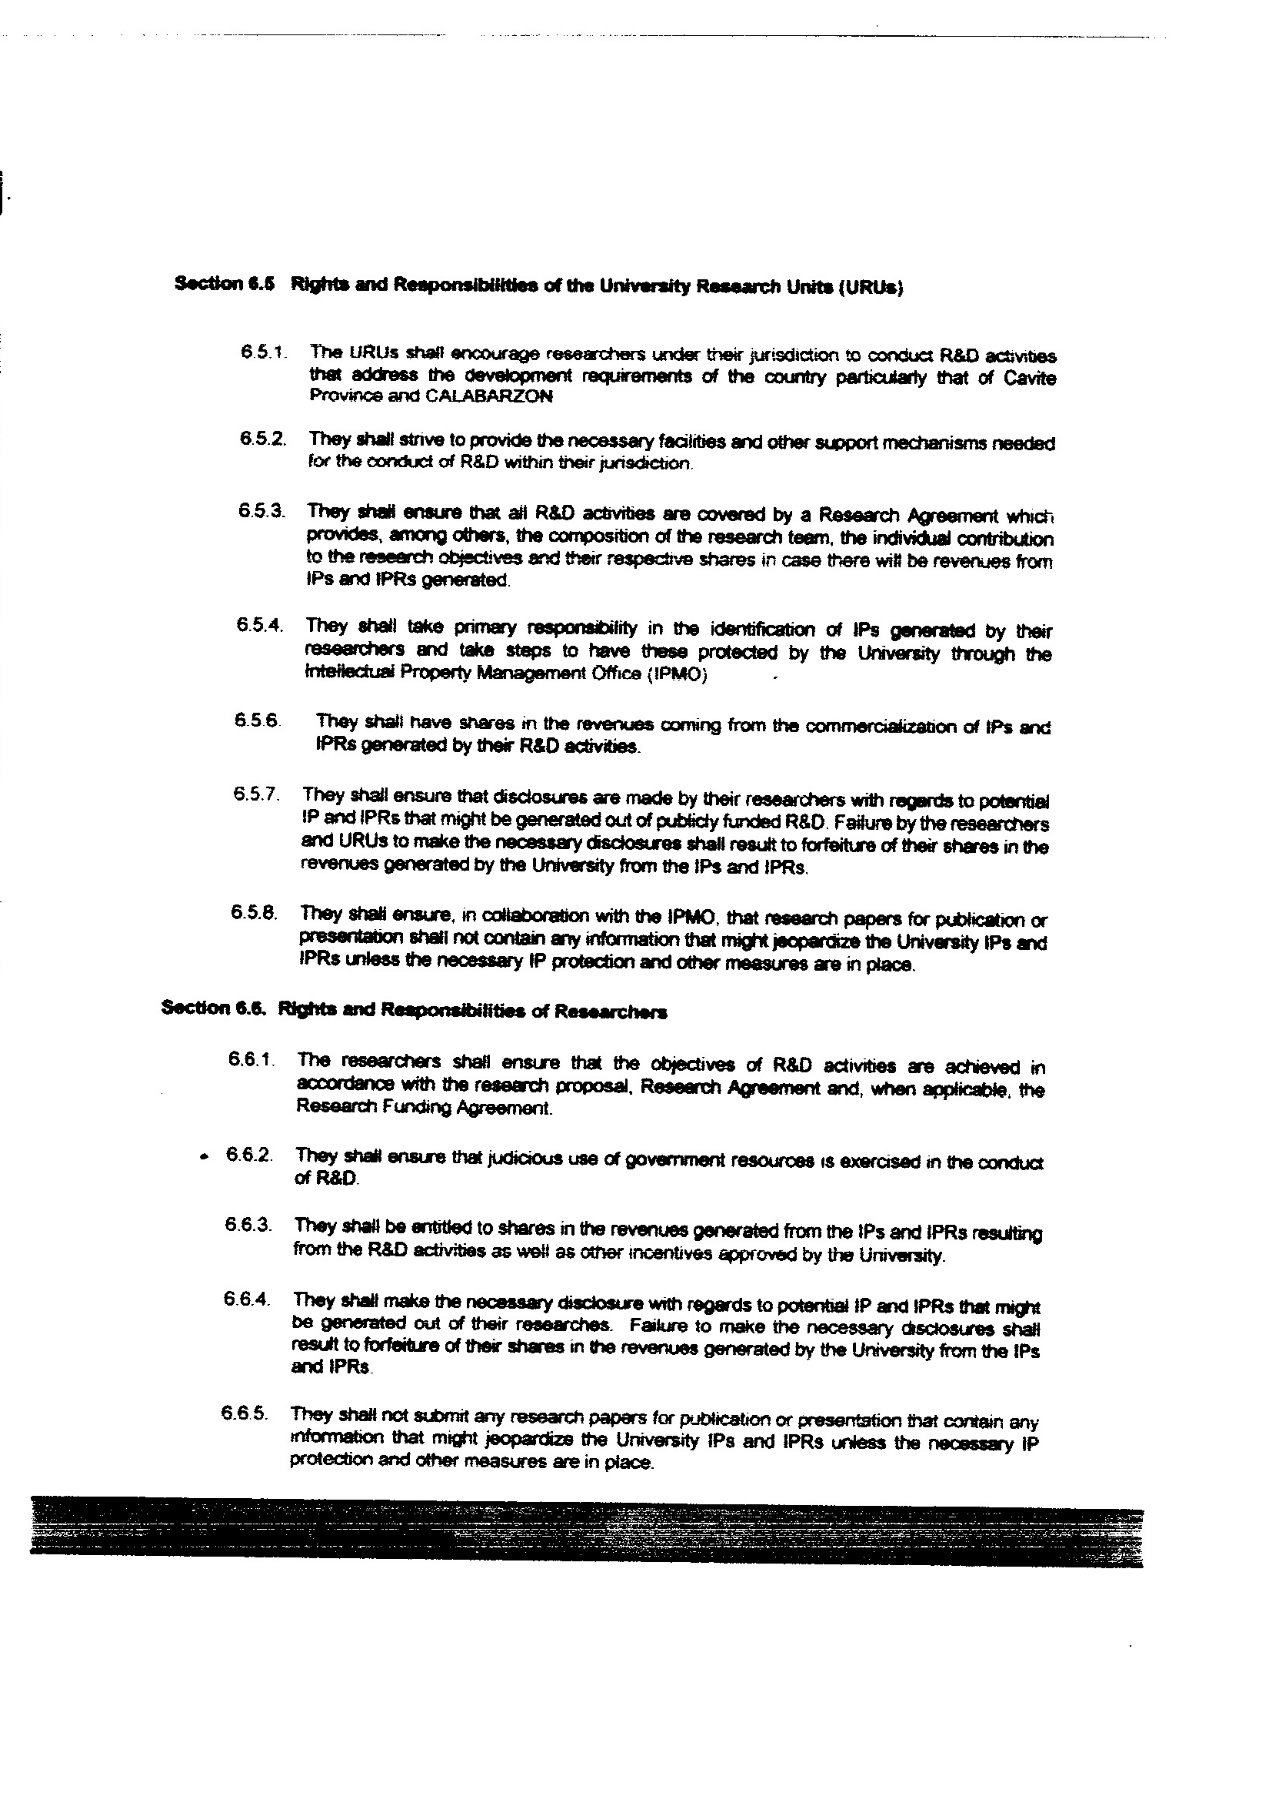 Section 6.5 Rights and Responsibilities of the University Research Units (URUs)
6.5.1. The URUs shall encourage researchers under their jurisdiction to conduct R&D activities
that address the development requirements of the country particularly that of Cavite
Province and CALABARZON
6.5.2. They shall strive to provide the necessary facilities and other support mechanisms needed
for the conduct of R&D within their jurisdiction.
6.5.3. They shall ensure that all R&D activities are covered by a Research Agreement which
provides, among others, the composition of the research team, the individual contribution
to the research objectives and their respective shares in case there will be revenues from
IPs and IPRs generated.
6.5.4. They shall take primary responsibility in the identification of IPs generated by their
researchers and take steps to have these protected by the University through the
Intellectual Property Management Office (IPMO)
6.5.6. They shall have shares in the revenues coming from the commercialization of IPs and
IPRs generated by their R&D activities.
6.5.7. They shall ensure that disclosures are made by their researchers with regards to potential
IP and IPRs that might be generated out of publicly funded R&D. Failure by the researchers
and URUs to make the necessary disclosures shall result to forfeiture of their shares in the
revenues generated by the University from the IPs and IPRs.
6.5.8. They shall ensure, in collaboration with the IPMO, that research papers for publication or
presentation shall not contain any information that might jeopardize the University IPs and
IPRs unless the necessary IP protection and other measures are in place.
Section 6.6. Rights and Responsibilities of Researchers
6.6.1. The researchers shall ensure that the objectives of R&D activities are achieved in
accordance with the research proposal, Research Agreement and, when applicable, the
Research Funding Agreement.
6.6.2. They shall ensure that judicious use of government resources is exercised in the conduct
of R&D.
6.6.3. They shall be entitled to shares in the revenues generated from the IPs and IPRs resulting
from the R&D activities as well as other incentives approved by the University.
6.6.4. They shall make the necessary disclosure with regards to potential IP and IPRs that might
be generated out of their researches. Failure to make the necessary disclosures shall
result to forfeiture of their shares in the revenues generated by the University from the IPs
and IPRs.
6.6.5. They shall not submit any research papers for publication or presentation that contain any
information that might jeopardize the University IPs and IPRs unless the necessary IP
protection and other measures are in place.